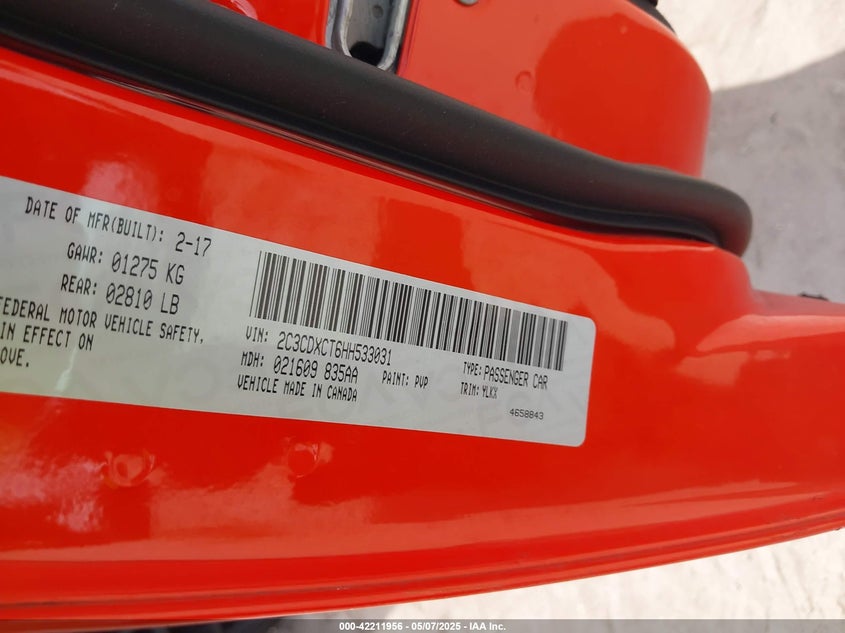 DATE OF MFR(BUILT): 2-17
GAWR: 01275 KG
REAR: 02810 LB
FEDERAL MOTOR VEHICLE SAFETY,
IN EFFECT ON
OVE.
VIN: 2C3CDXCT6HH533031
MDH: 021609 835AA
PAINT: PVP
VEHICLE MADE IN CANADA
TYPE: PASSENGER CAR
TRIM: YLKX
4658843
000-42211956 — 05/07/2025 — IAA Inc.